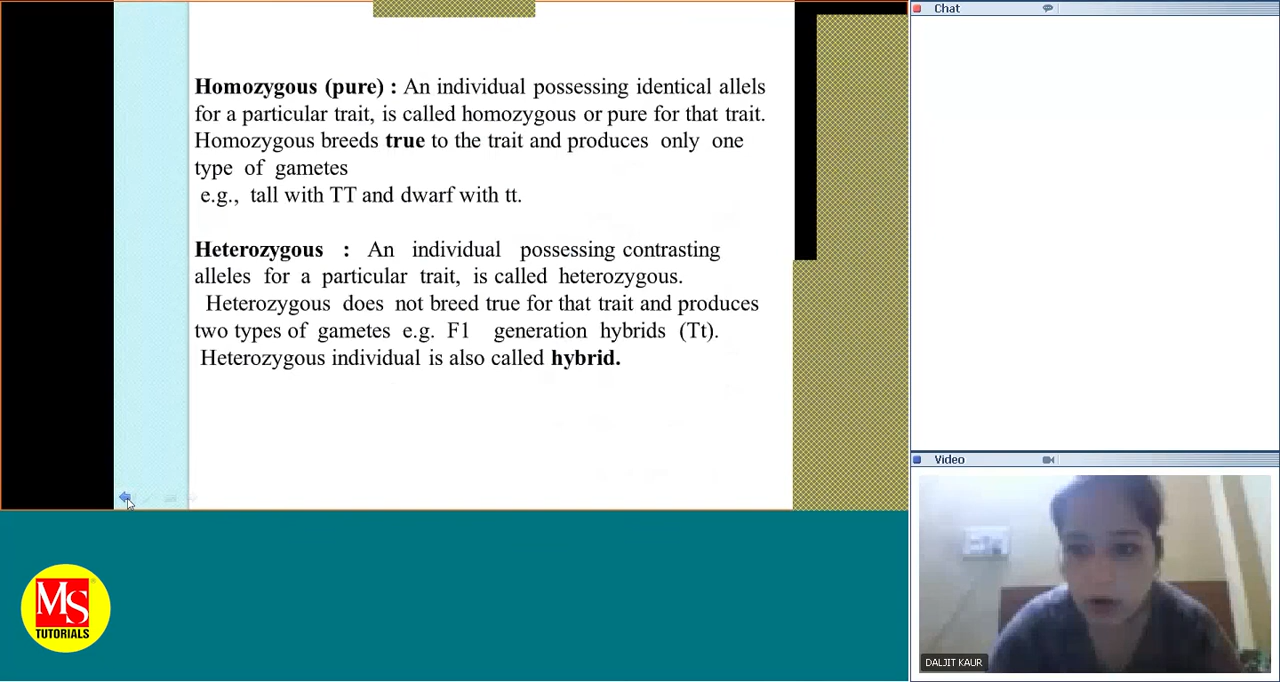 Chat
Homozygous (pure) : An individual possessing identical allels
for a particular trait, is called homozygous or pure for that trait.
Homozygous breeds true to the trait and produces only one
type of gametes
e.g., tall with TT and dwarf with tt.
Heterozygous : An individual possessing contrasting
alleles for a particular trait, is called heterozygous.
Heterozygous does not breed true for that trait and produces
two types of gametes e.g. F1 generation hybrids (Tt).
Heterozygous individual is also called hybrid.
Video
MS
TUTORIALS
DALJIT KAUR